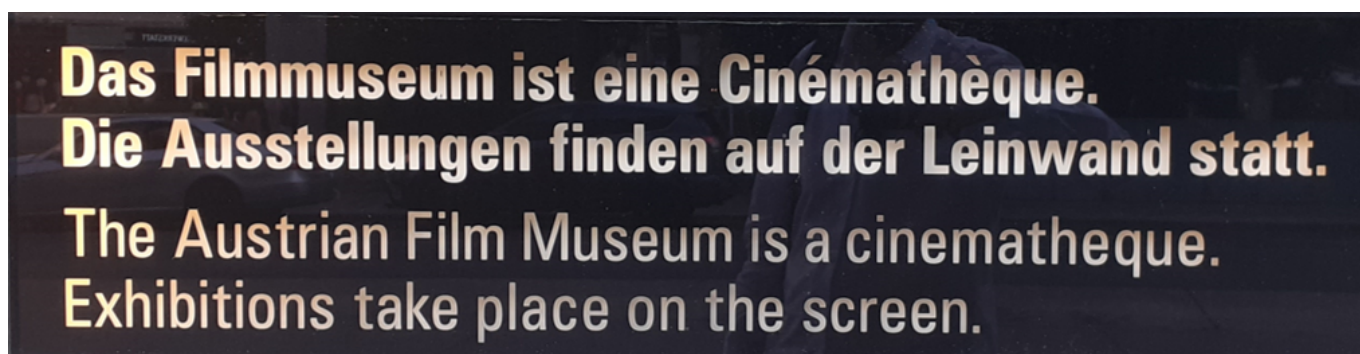 Das Filmmuseum ist eine Cinémathèque.
Die Ausstellungen finden auf der Leinwand statt.
The Austrian Film Museum is a cinematheque.
Exhibitions take place on the screen.